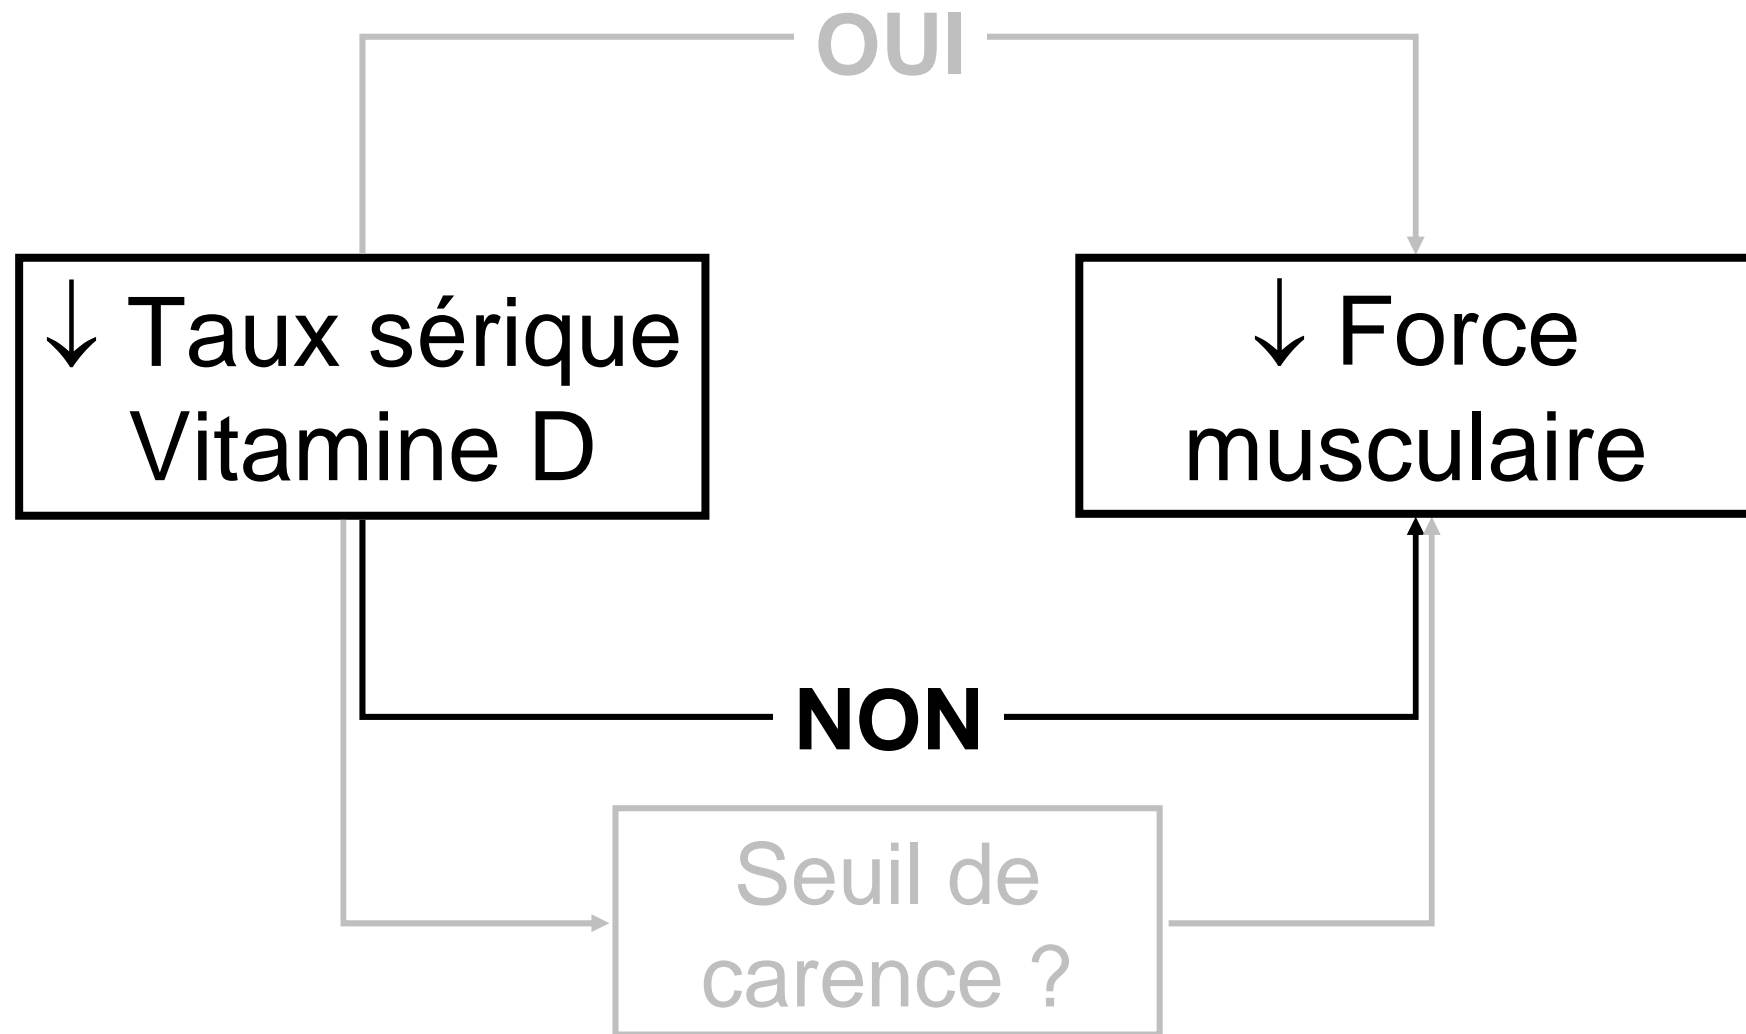 OUI
↓ Taux sérique
Vitamine D
↓ Force
musculaire
NON
Seuil de
carence ?